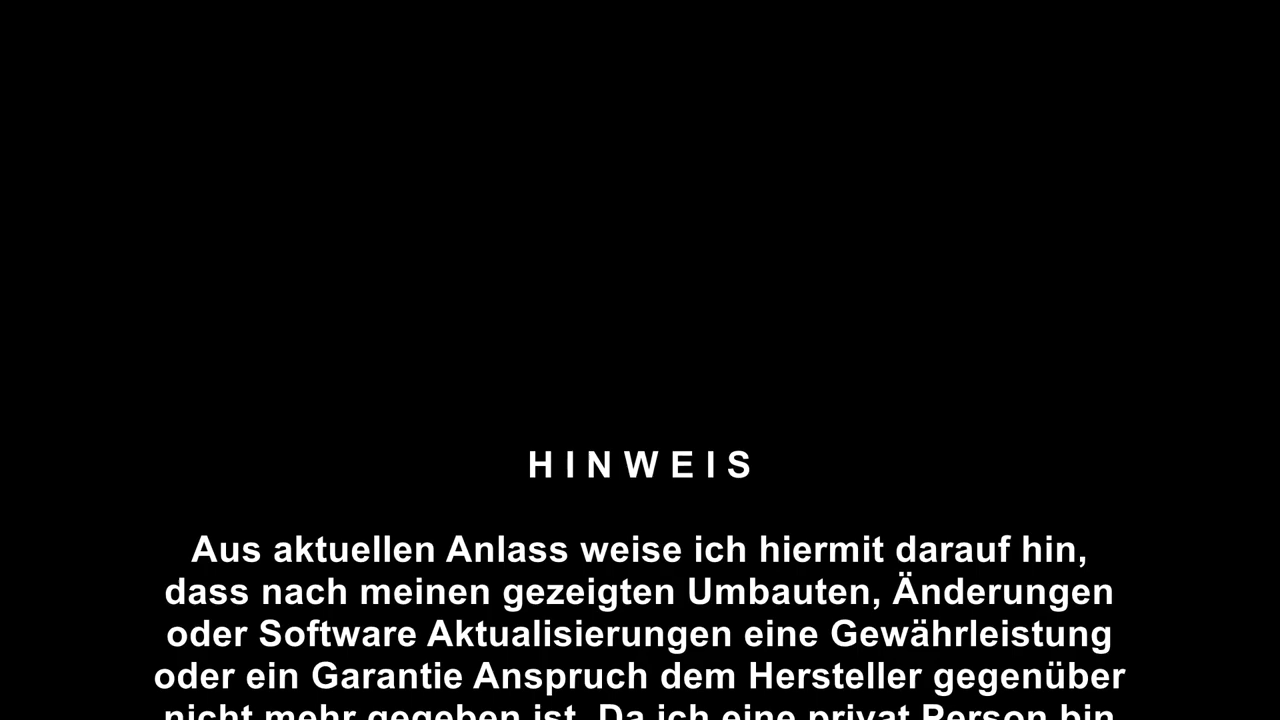 H I N W E I S
Aus aktuellen Anlass weise ich hiermit darauf hin,
dass nach meinen gezeigten Umbauten, Änderungen
oder Software Aktualisierungen eine Gewährleistung
oder ein Garantie Anspruch dem Hersteller gegenüber
nicht mehr gegeben ist. Da ich eine privat Person bin